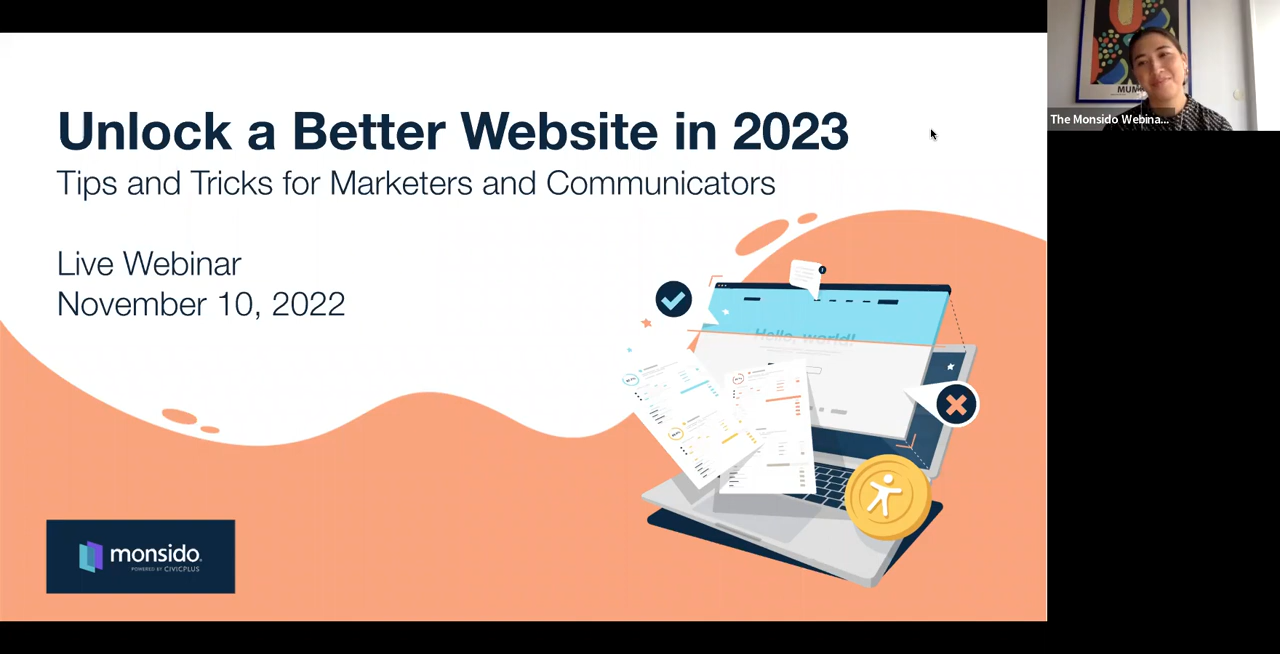 Unlock a Better Website in 2023
Tips and Tricks for Marketers and Communicators
Live Webinar
November 10, 2022
Hello, world!
monsido
POWERED BY CIVICPLUS
The Monsido Webina...